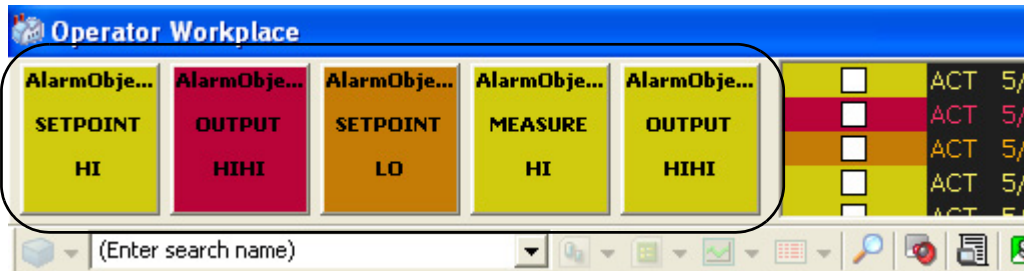 Operator Workplace
AlarmObje... AlarmObje... AlarmObje... AlarmObje... AlarmObje...
SETPOINT OUTPUT SETPOINT MEASURE OUTPUT
HI HIHI LO HI HIHI
ACT 5/
ACT 5/
ACT 5/
ACT 5/
(Enter search name)